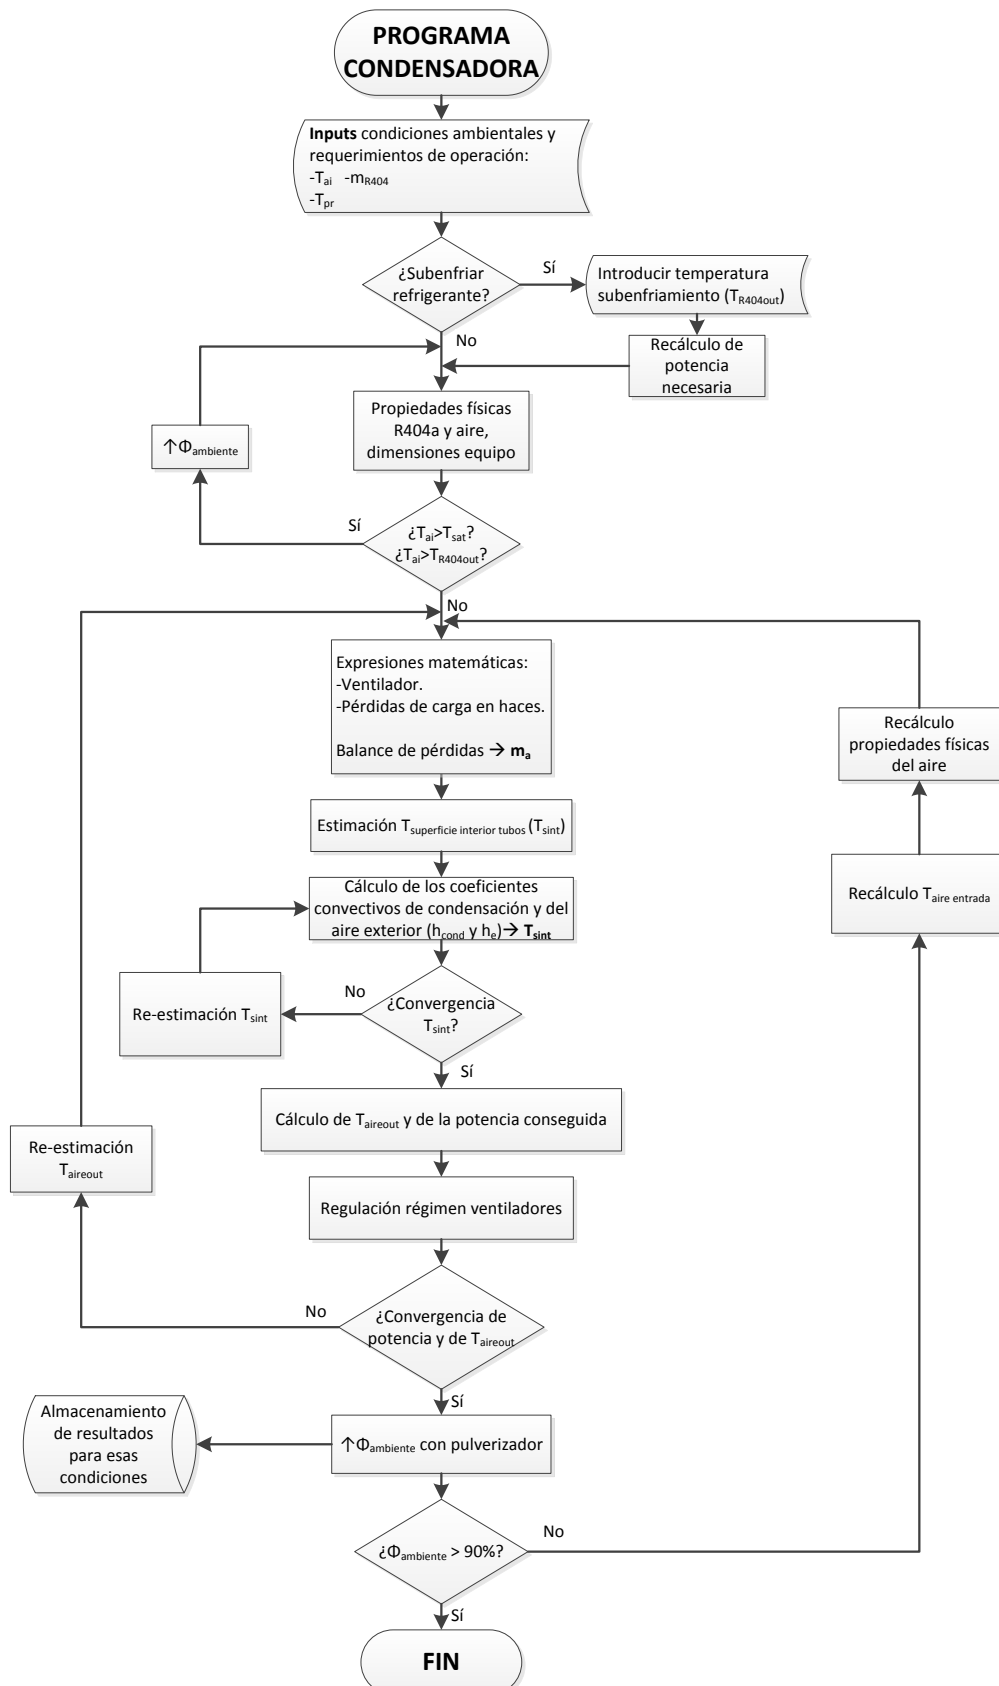 PROGRAMA
CONDENSADORA
Inputs condiciones ambientales y
requerimientos de operación:
-Tai -mR404
-Tpr
¿Subenfriar
refrigerante?
Sí
Introducir temperatura
subenfriamiento (TR404out)
No
Recálculo de
potencia
necesaria
Propiedades físicas
R404a y aire,
dimensiones equipo
↑Φambiente
Sí
¿Tai>Tsat?
¿Tai>TR404out?
No
Expresiones matemáticas:
-Ventilador.
-Pérdidas de carga en haces.
Balance de pérdidas → ma
Recálculo
propiedades físicas
del aire
Estimación Tsuperficie interior tubos (Tsint)
Recálculo Taire entrada
Cálculo de los coeficientes
convectivos de condensación y del
aire exterior (hcond y he)→ Tsint
No
¿Convergencia
Tsint?
Re-estimación Tsint
Sí
Cálculo de Taireout y de la potencia conseguida
Re-estimación
Taireout
Regulación régimen ventiladores
No
¿Convergencia de
potencia y de Taireout
Sí
Almacenamiento
de resultados
para esas
condiciones
↑Φambiente con pulverizador
No
¿Φambiente > 90%?
Sí
FIN